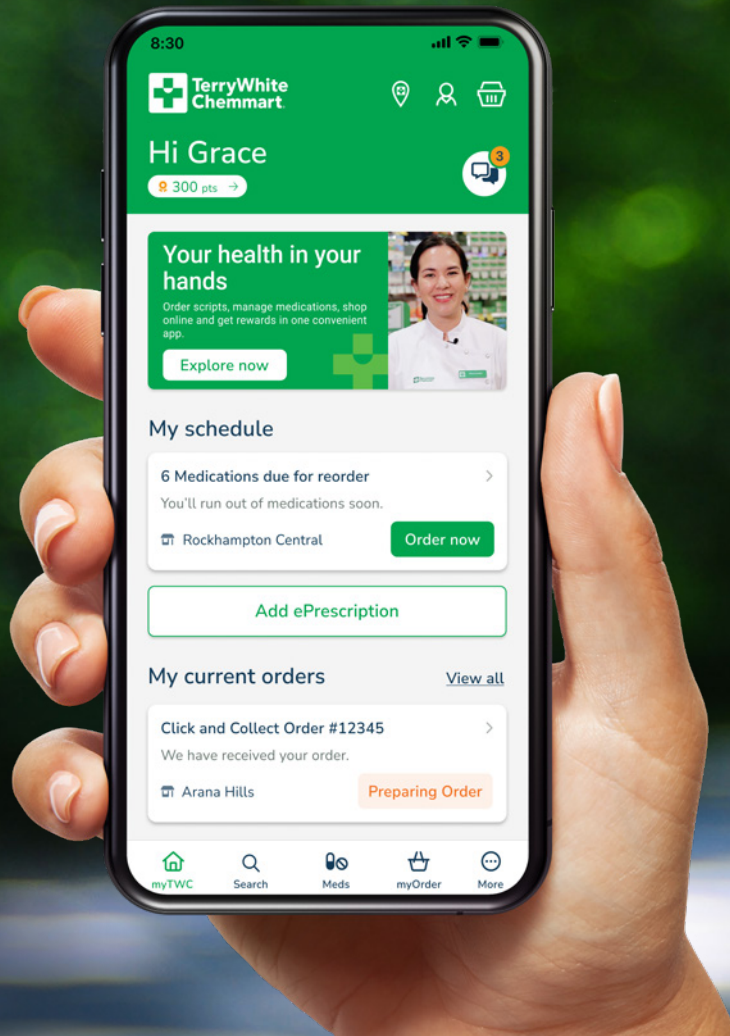 8:30
TerryWhite
Chemmart
Hi Grace
3
300 pts →
Your health in your
hands
Order scripts, manage medications, shop
online and get rewards in one convenient
app.
Explore now
My schedule
6 Medications due for reorder
You'll run out of medications soon.
Rockhampton Central
Order now
Add ePrescription
My current orders
View all
Click and Collect Order #12345
We have received your order.
Arana Hills
Preparing Order
myTWC
Search
Meds
myOrder
More